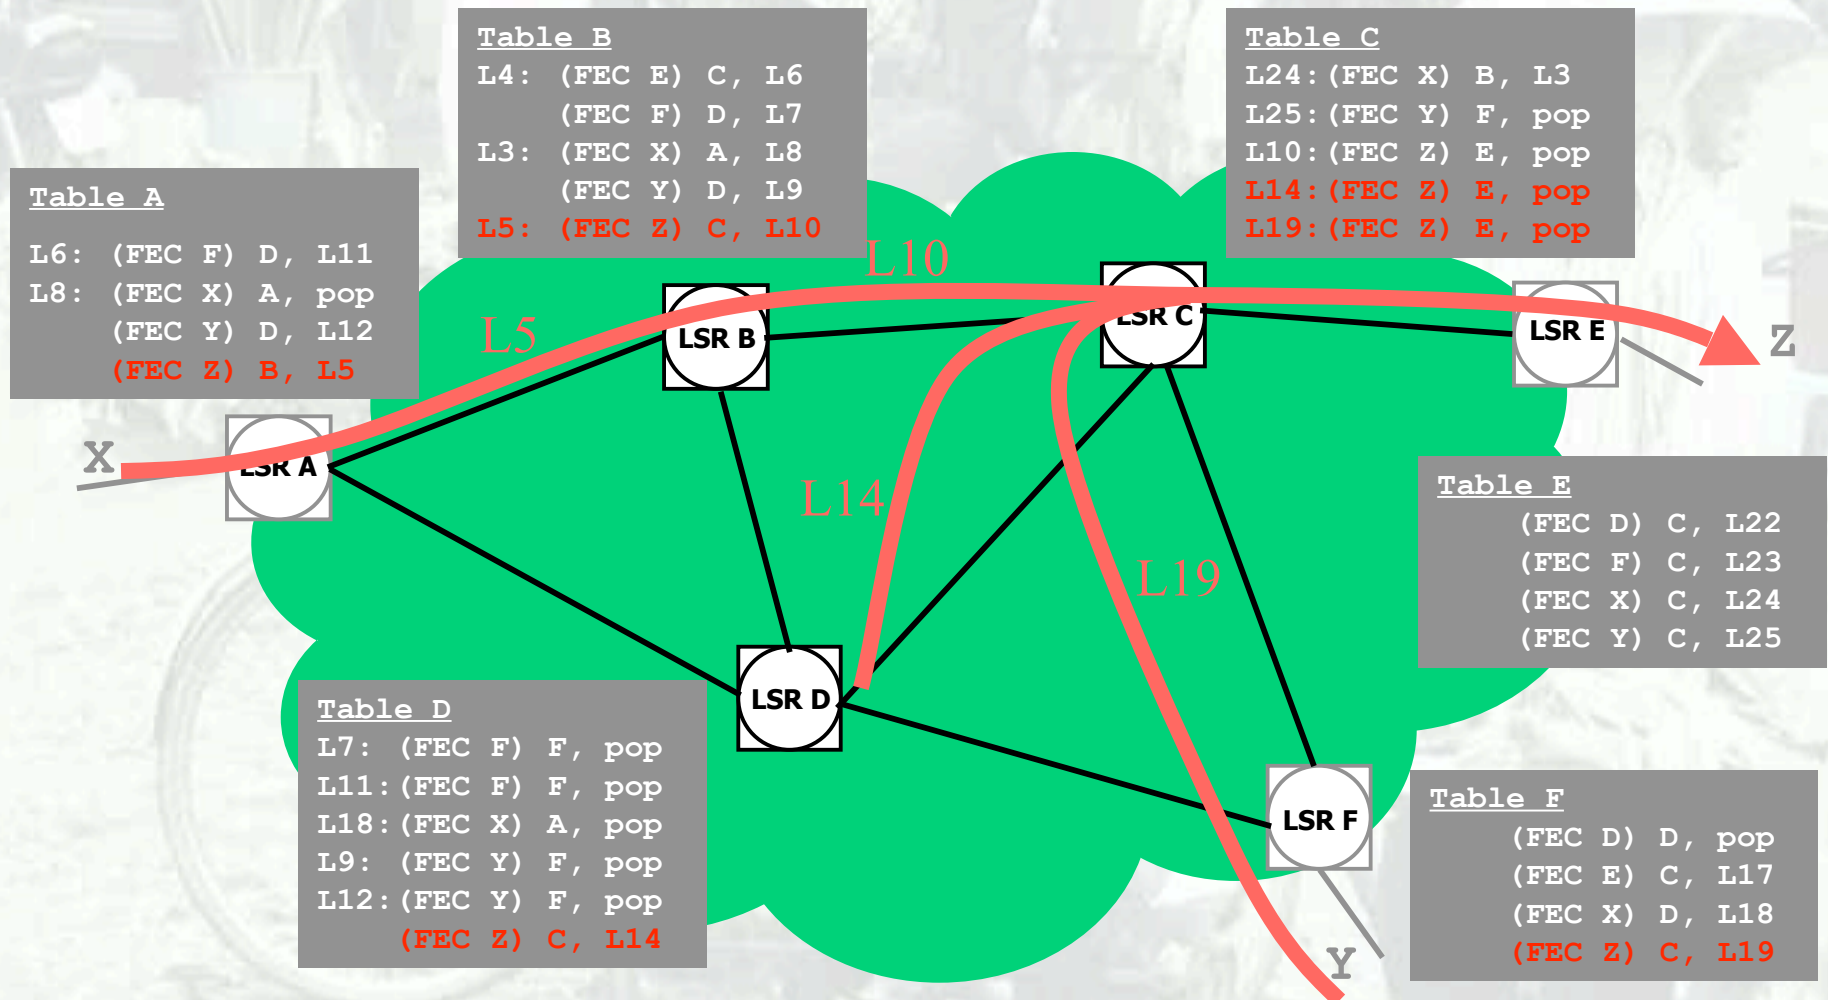 Table B
L4: (FEC E) C, L6
(FEC F) D, L7
L3: (FEC X) A, L8
(FEC Y) D, L9
L5: (FEC Z) C, L10
Table C
L24:(FEC X) B, L3
L25:(FEC Y) F, pop
L10:(FEC Z) E, pop
L14:(FEC Z) E, pop
L19:(FEC Z) E, pop
Table A
L6: (FEC F) D, L11
L8: (FEC X) A, pop
(FEC Y) D, L12
(FEC Z) B, L5
L10
L5
LSR B
LSR C
LSR E
Z
X
LSR A
L14
L19
Table E
(FEC D) C, L22
(FEC F) C, L23
(FEC X) C, L24
(FEC Y) C, L25
LSR D
Table D
L7: (FEC F) F, pop
L11:(FEC F) F, pop
L18:(FEC X) A, pop
L9: (FEC Y) F, pop
L12:(FEC Y) F, pop
(FEC Z) C, L14
LSR F
Y
Table F
(FEC D) D, pop
(FEC E) C, L17
(FEC X) D, L18
(FEC Z) C, L19